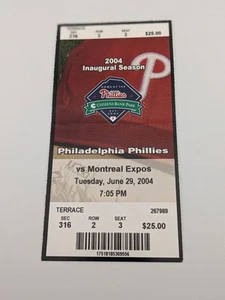 TERRACE
SEC ROW SEAT
316 2 3 $25.00
2004
Inaugural Season
Phillies
CITIZENS BANK PARK
Philadelphia Phillies
vs Montreal Expos
Tuesday, June 29, 2004
7:05 PM
TERRACE 267989
SEC ROW SEAT
316 2 3 $25.00